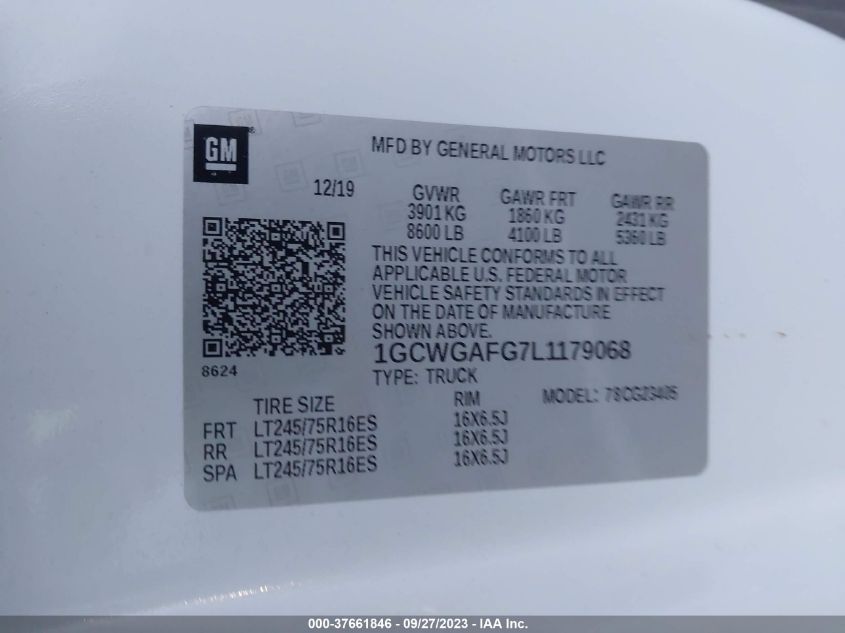 GM
MFD BY GENERAL MOTORS LLC
12/19
GVWR GAWR FRT GAWR RR
3901 KG 1860 KG 2431 KG
8600 LB 4100 LB 5360 LB
THIS VEHICLE CONFORMS TO ALL
APPLICABLE U.S. FEDERAL MOTOR
VEHICLE SAFETY STANDARDS IN EFFECT
ON THE DATE OF MANUFACTURE
SHOWN ABOVE.
1GCWGAFG7L1179068
8624
TYPE: TRUCK
MODEL: 78CG23405
TIRE SIZE RIM
FRT LT245/75R16ES 16X6.5J
RR LT245/75R16ES 16X6.5J
SPA LT245/75R16ES 16X6.5J
000-37661846 - 09/27/2023 - IAA Inc.